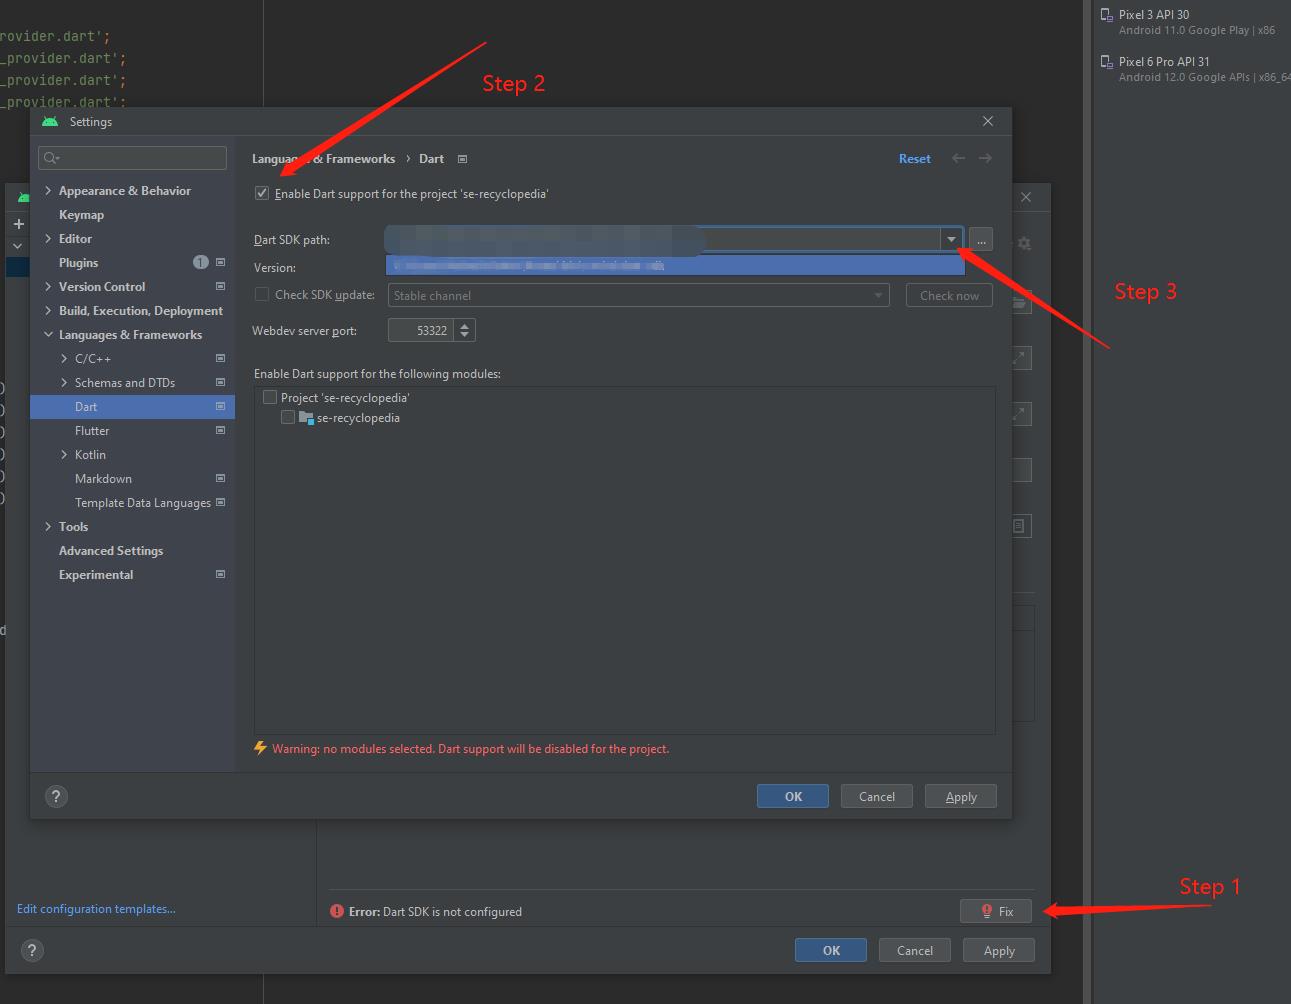 rovider.dart';
_provider.dart';
_provider.dart';
_provider.dart';
Pixel 3 API 30
Android 11.0 Google Play | x86
Pixel 6 Pro API 31
Android 12.0 Google APIs | x86_64
Step 2
Settings
Languages & Frameworks › Dart
Reset
Enable Dart support for the project 'se-recyclopedia'
Dart SDK path:
...
Version:
Check SDK update:
Stable channel
Check now
Webdev server port:
53322
Enable Dart support for the following modules:
Project 'se-recyclopedia'
se-recyclopedia
Warning: no modules selected. Dart support will be disabled for the project.
Appearance & Behavior
Keymap
Editor
Plugins
1
Version Control
Build, Execution, Deployment
Languages & Frameworks
C/C++
Schemas and DTDs
Dart
Flutter
Kotlin
Markdown
Template Data Languages
Tools
Advanced Settings
Experimental
?
OK
Cancel
Apply
Step 3
Step 1
Edit configuration templates...
Error: Dart SDK is not configured
Fix
?
OK
Cancel
Apply